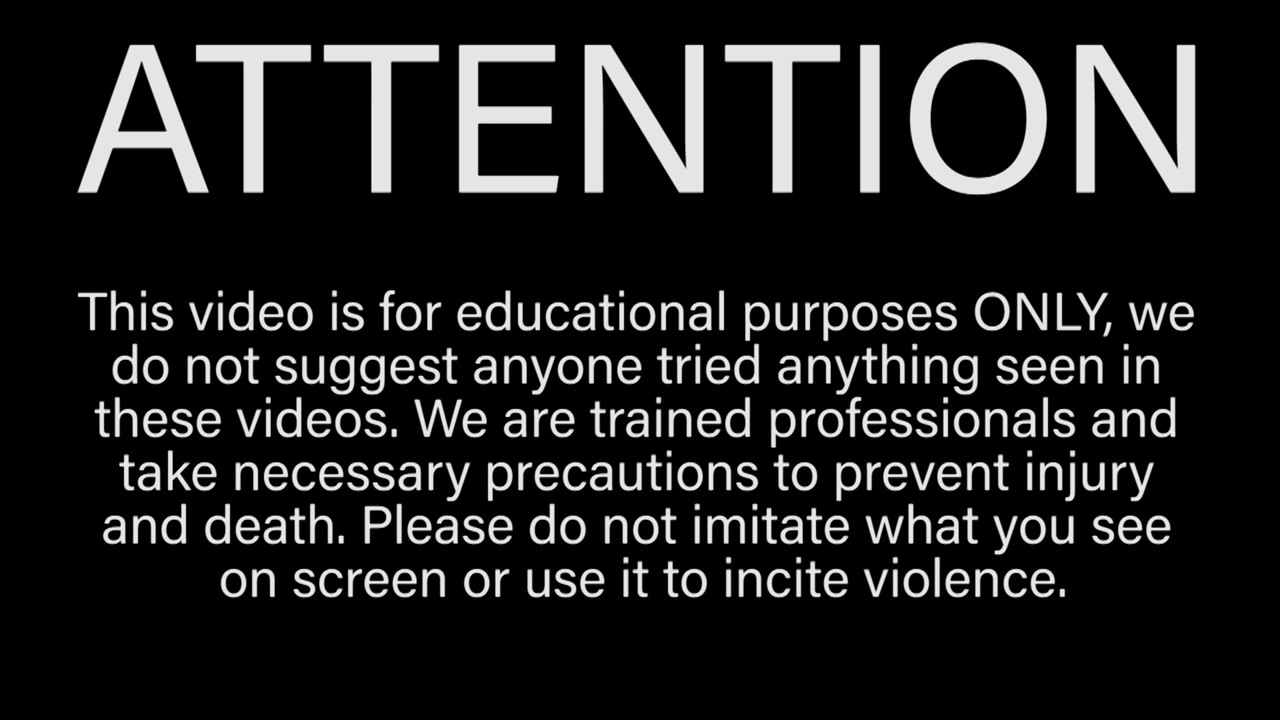 ATTENTION
This video is for educational purposes ONLY, we
do not suggest anyone tried anything seen in
these videos. We are trained professionals and
take necessary precautions to prevent injury
and death. Please do not imitate what you see
on screen or use it to incite violence.